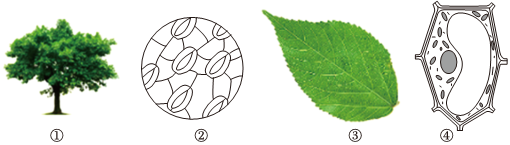 ① ② ③ ④